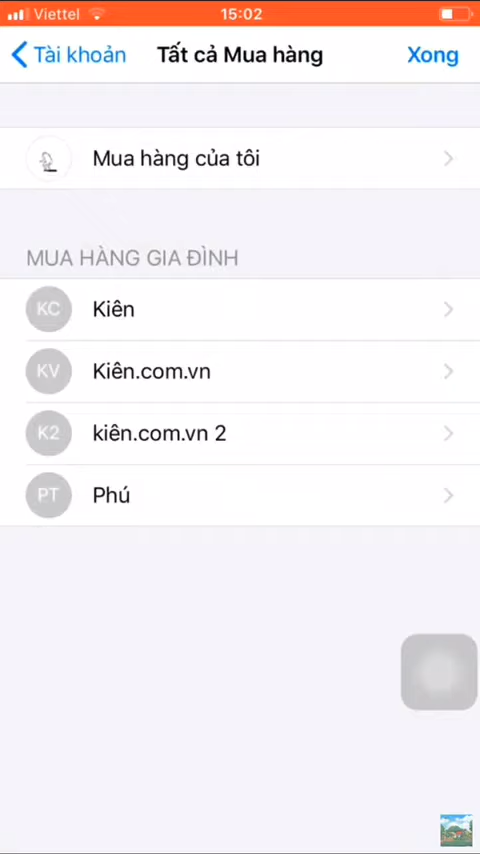 Viettel 15:02
Tài khoản Tất cả Mua hàng Xong
Mua hàng của tôi
MUA HÀNG GIA ĐÌNH
KC Kiên
KV Kiên.com.vn
K2 kiên.com.vn 2
PT Phú